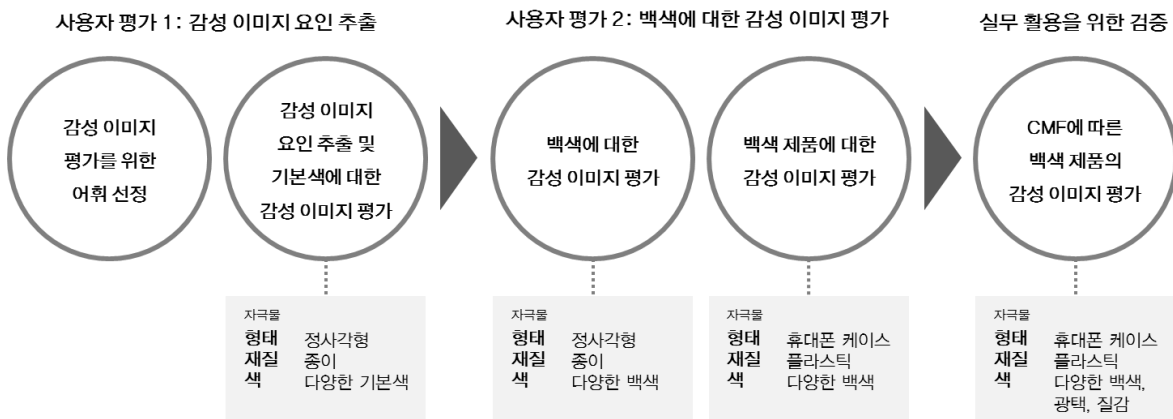 사용자 평가 1: 감성 이미지 요인 추출
감성 이미지
평가를 위한
어휘 선정
감성 이미지
요인 추출 및
기본색에 대한
감성 이미지 평가
자극물
형태 정사각형
재질 종이
색 다양한 기본색
사용자 평가 2: 백색에 대한 감성 이미지 평가
백색에 대한
감성 이미지 평가
자극물
형태 정사각형
재질 종이
색 다양한 백색
백색 제품에 대한
감성 이미지 평가
자극물
형태 휴대폰 케이스
재질 플라스틱
색 다양한 백색
실무 활용을 위한 검증
CMF에 따른
백색 제품의
감성 이미지 평가
자극물
형태 휴대폰 케이스
재질 플라스틱
색 다양한 백색,
광택, 질감